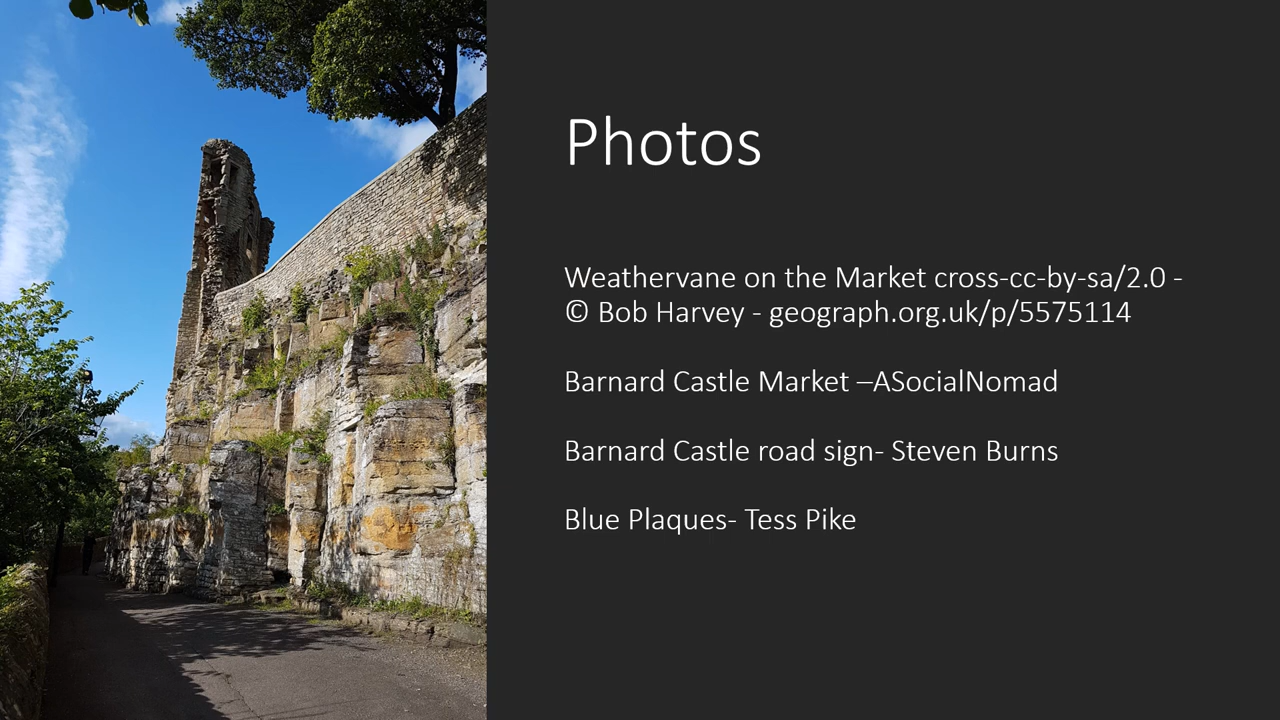 Photos
Weathervane on the Market cross-cc-by-sa/2.0 -
© Bob Harvey - geograph.org.uk/p/5575114
Barnard Castle Market –ASocialNomad
Barnard Castle road sign- Steven Burns
Blue Plaques- Tess Pike